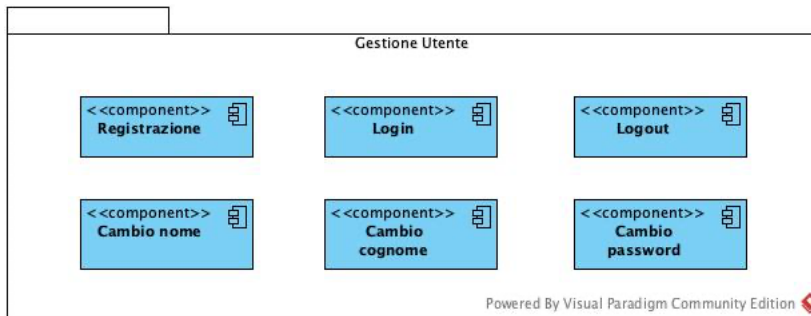 Gestione Utente
<<component>>
Registrazione
<<component>>
Login
<<component>>
Logout
<<component>>
Cambio nome
<<component>>
Cambio
cognome
<<component>>
Cambio
password
Powered By Visual Paradigm Community Edition